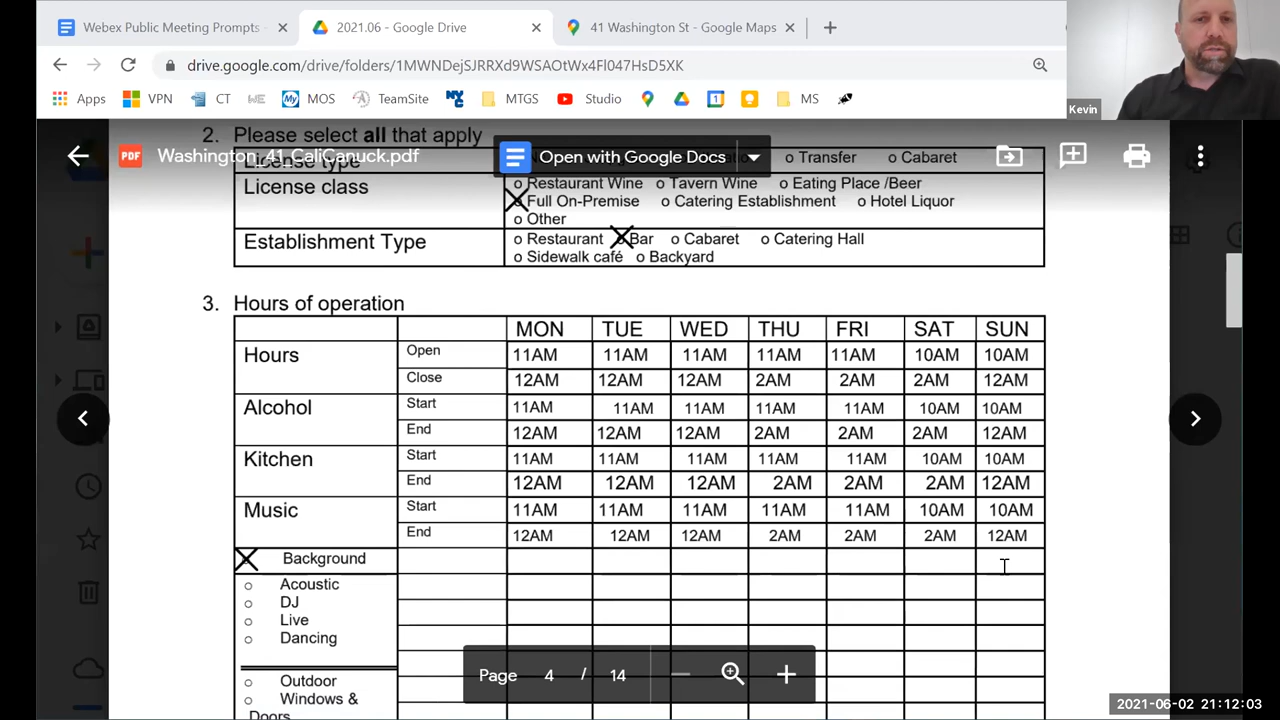 Webex Public Meeting Prompts
2021.06 - Google Drive
41 Washington St - Google Maps
drive.google.com/drive/folders/1MWNDejSJRRXd9WSAOtWx4Fl047HsD5XK
Apps VPN CT WE MOS TeamSite NYC MTGS Studio 1 MS
Kevin
2. Please select all that apply
PDF Washington_41_CaliCanuck.pdf
Open with Google Docs
License type o Transfer o Cabaret
License class o Restaurant Wine o Tavern Wine o Eating Place /Beer
Full On-Premise o Catering Establishment o Hotel Liquor
o Other
Establishment Type o Restaurant Bar o Cabaret o Catering Hall
o Sidewalk café o Backyard
3. Hours of operation
MON TUE WED THU FRI SAT SUN
Hours Open 11AM 11AM 11AM 11AM 11AM 10AM 10AM
Close 12AM 12AM 12AM 2AM 2AM 2AM 12AM
Alcohol Start 11AM 11AM 11AM 11AM 11AM 10AM 10AM
End 12AM 12AM 12AM 2AM 2AM 2AM 12AM
Kitchen Start 11AM 11AM 11AM 11AM 11AM 10AM 10AM
End 12AM 12AM 12AM 2AM 2AM 2AM 12AM
Music Start 11AM 11AM 11AM 11AM 11AM 10AM 10AM
End 12AM 12AM 12AM 2AM 2AM 2AM 12AM
Background
o Acoustic
o DJ
o Live
o Dancing
o Outdoor
o Windows &
Doors
Page 4 / 14
2021-06-02 21:12:03